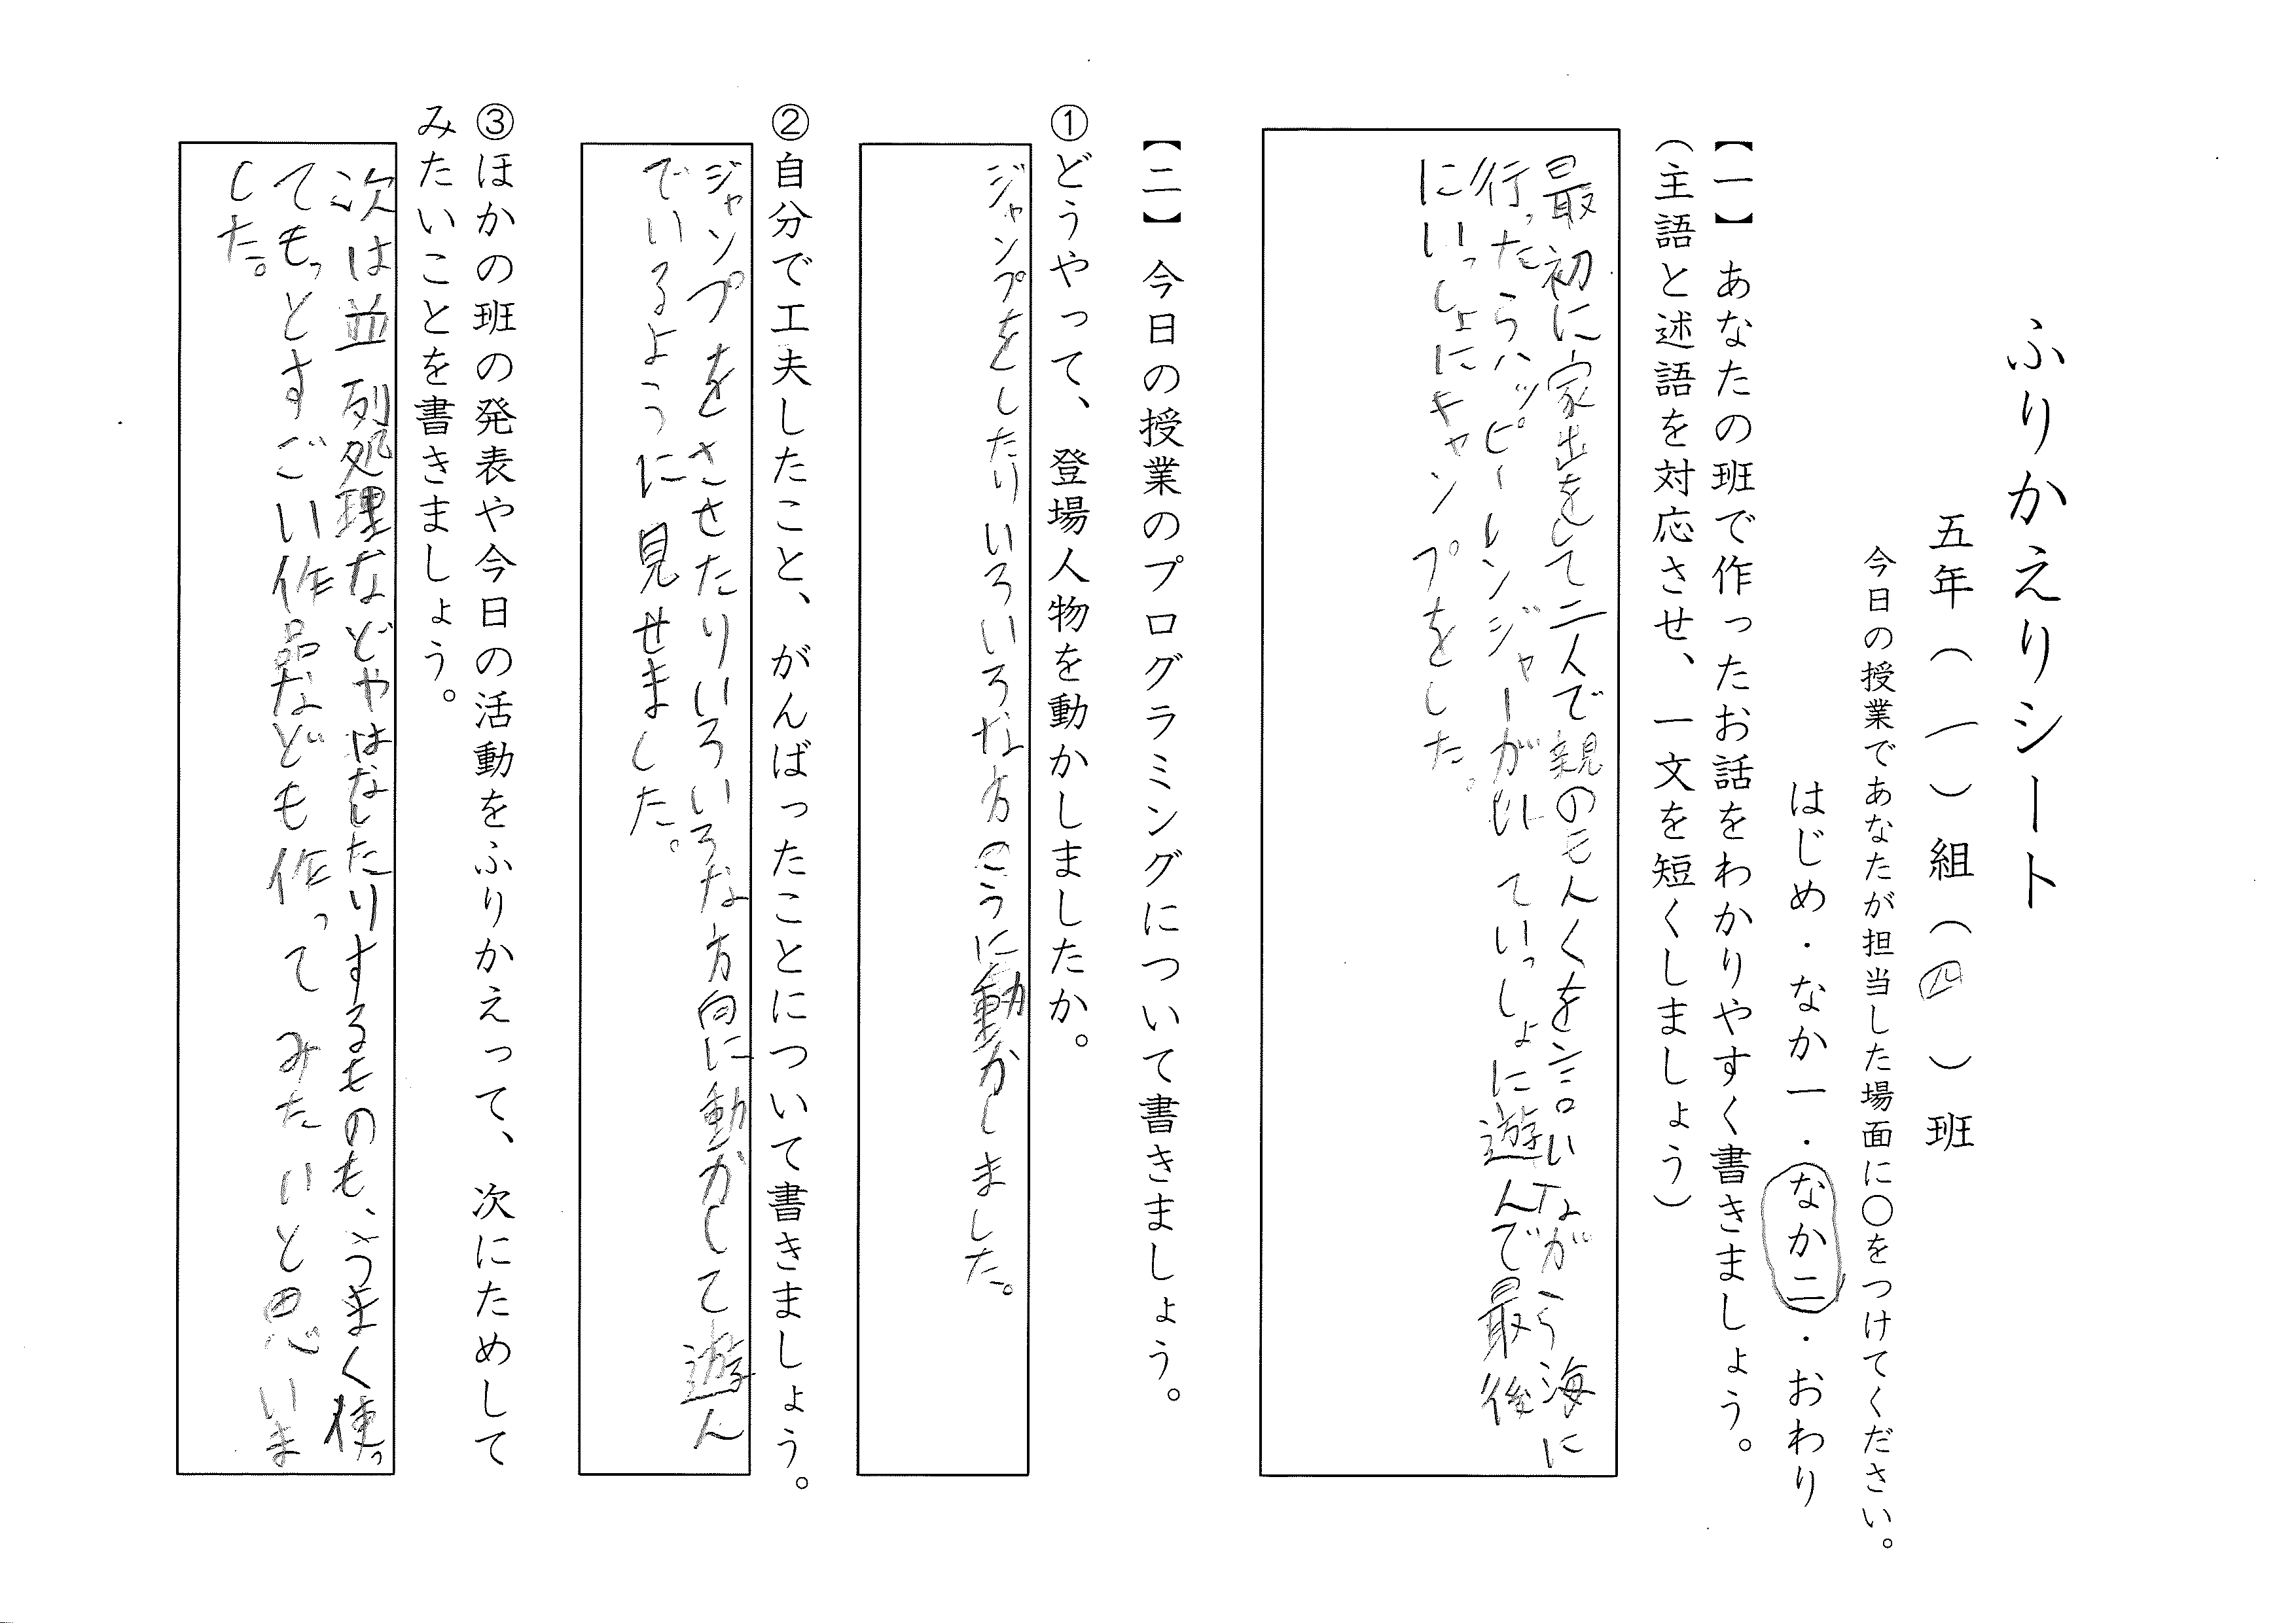 ふりかえりシート
五年（一）組（四）班
今日の授業であなたが担当した場面に○をつけてください。
はじめ・なか一・なか二・おわり
【一】あなたの班で作ったお話をわかりやすく書きましょう。
（主語と述語を対応させ、一文を短くしましょう）
最初に家出をして二人で親のもんくを言いながら海に
行ったらハッピーレンジャーがいていっしょに遊んで最後
にいっしょにキャンプをした。
【二】今日の授業のプログラミングについて書きましょう。
①どうやって、登場人物を動かしましたか。
ジャンプをしたりいろいろな方こうに動かしました。
②自分で工夫したこと、がんばったことについて書きましょう。
ジャンプをさせたりいろいろな方向に動かして遊ん
でいるように見せました。
③ほかの班の発表や今日の活動をふりかえって、次にためして
みたいことを書きましょう。
次は並列処理などやはなしたりするものも、うまく使っ
てもっとすごい作品なども作ってみたいと思いま
した。